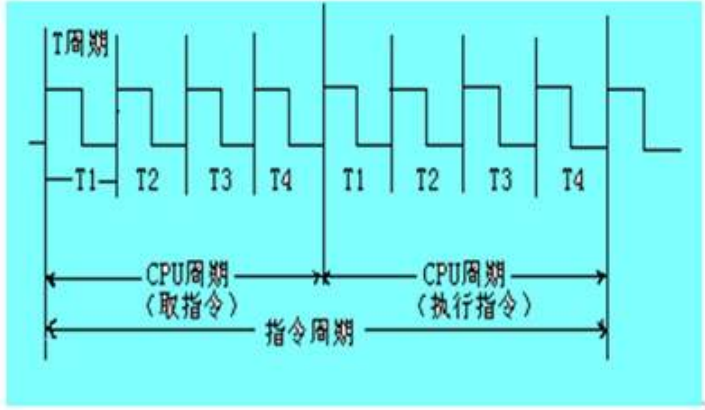 T周期
T1 T2 T3 T4 T1 T2 T3 T4
CPU周期 CPU周期
(取指令) (执行指令)
指令周期